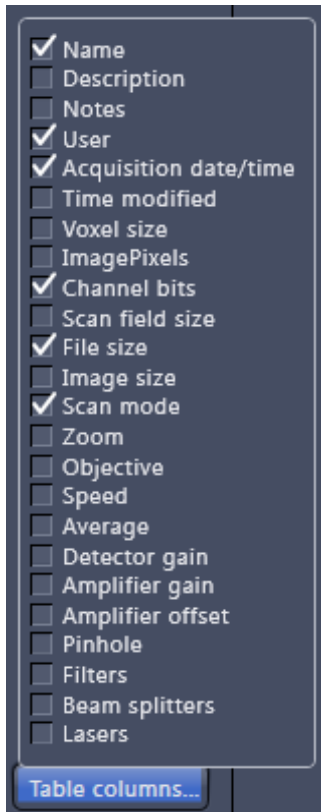 Name
Description
Notes
User
Acquisition date/time
Time modified
Voxel size
ImagePixels
Channel bits
Scan field size
File size
Image size
Scan mode
Zoom
Objective
Speed
Average
Detector gain
Amplifier gain
Amplifier offset
Pinhole
Filters
Beam splitters
Lasers
Table columns...